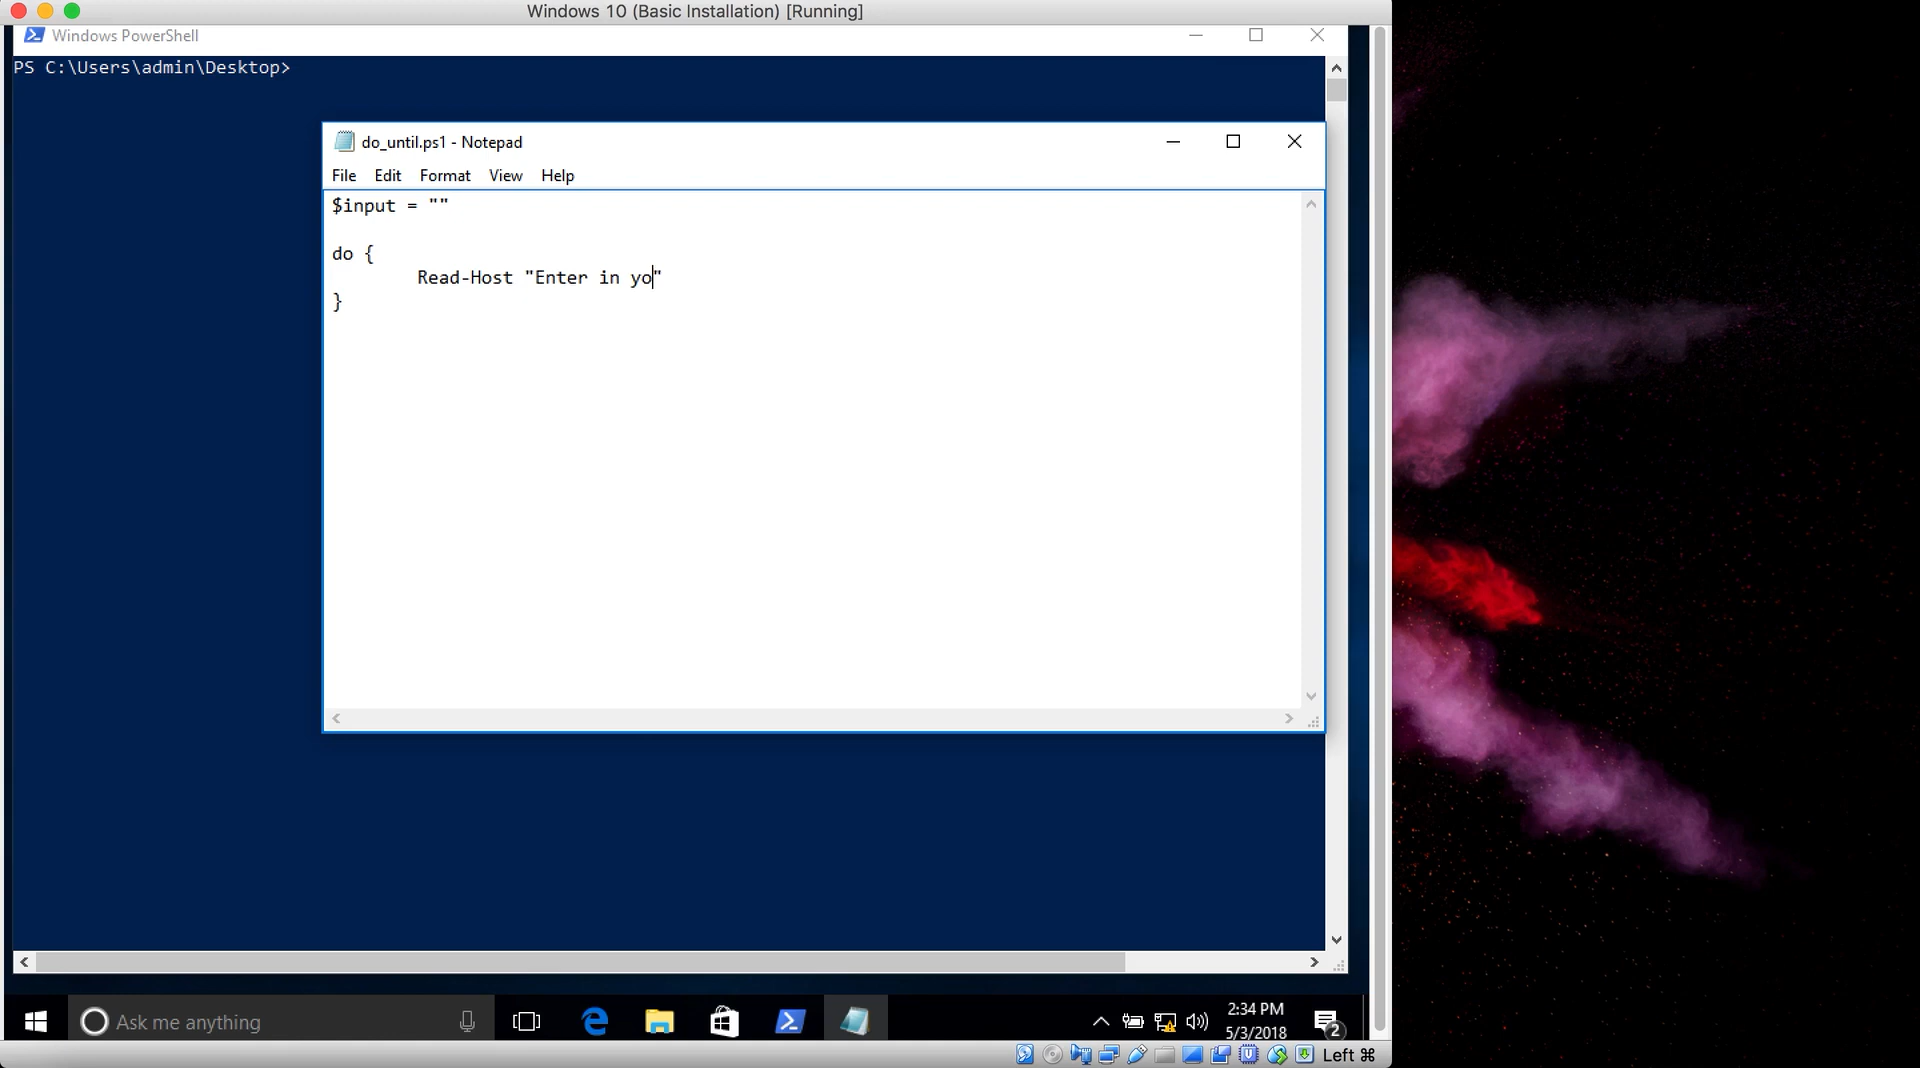 Windows 10 (Basic Installation) [Running]
Windows PowerShell
PS C:\Users\admin\Desktop>
do_until.ps1 - Notepad
File Edit Format View Help
$input = ""
do {
Read-Host "Enter in yo"
}
Ask me anything
2:34 PM
5/3/2018
2
Left ⌘